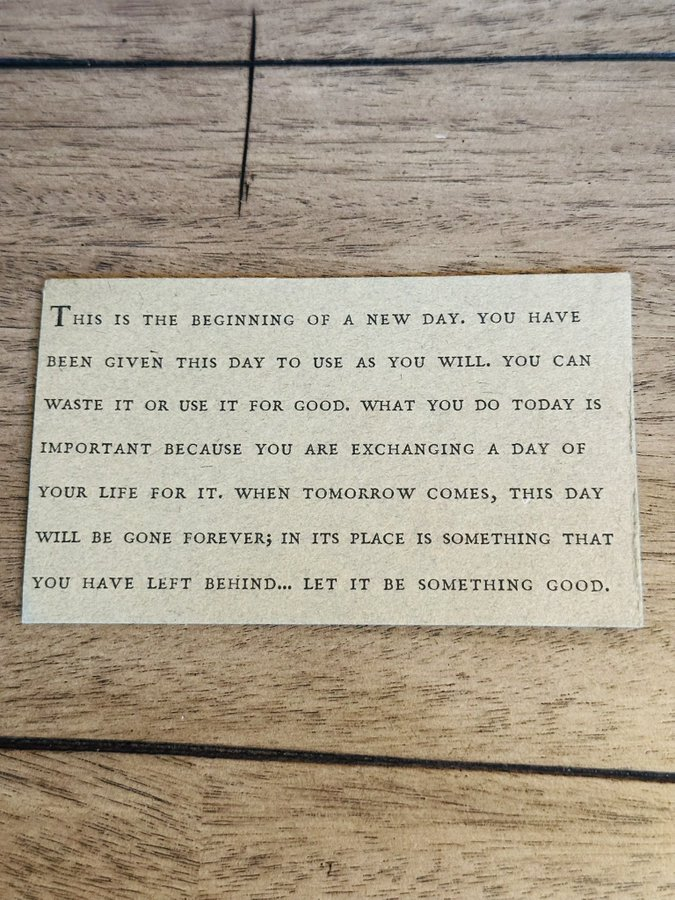 THIS IS THE BEGINNING OF A NEW DAY. YOU HAVE
BEEN GIVEN THIS DAY TO USE AS YOU WILL. YOU CAN
WASTE IT OR USE IT FOR GOOD. WHAT YOU DO TODAY IS
IMPORTANT BECAUSE YOU ARE EXCHANGING A DAY OF
YOUR LIFE FOR IT. WHEN TOMORROW COMES, THIS DAY
WILL BE GONE FOREVER; IN ITS PLACE IS SOMETHING THAT
YOU HAVE LEFT BEHIND... LET IT BE SOMETHING GOOD.